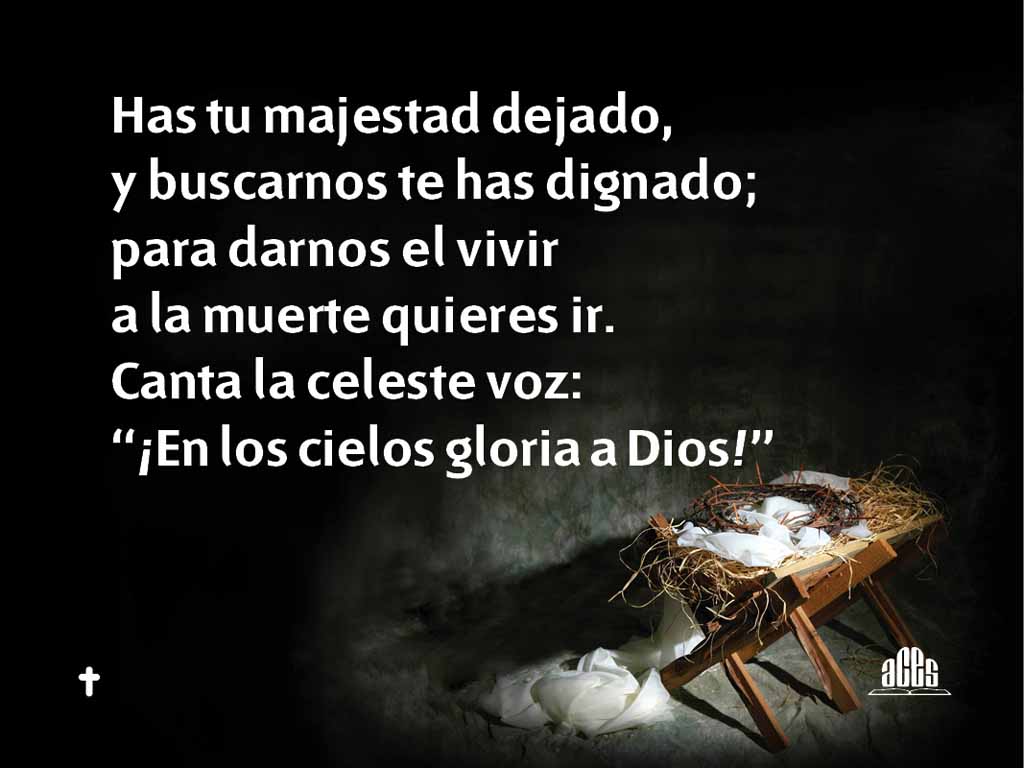 Has tu majestad dejado,
y buscarnos te has dignado;
para darnos el vivir
a la muerte quieres ir.
Canta la celeste voz:
“¡En los cielos gloria a Dios!”
aces